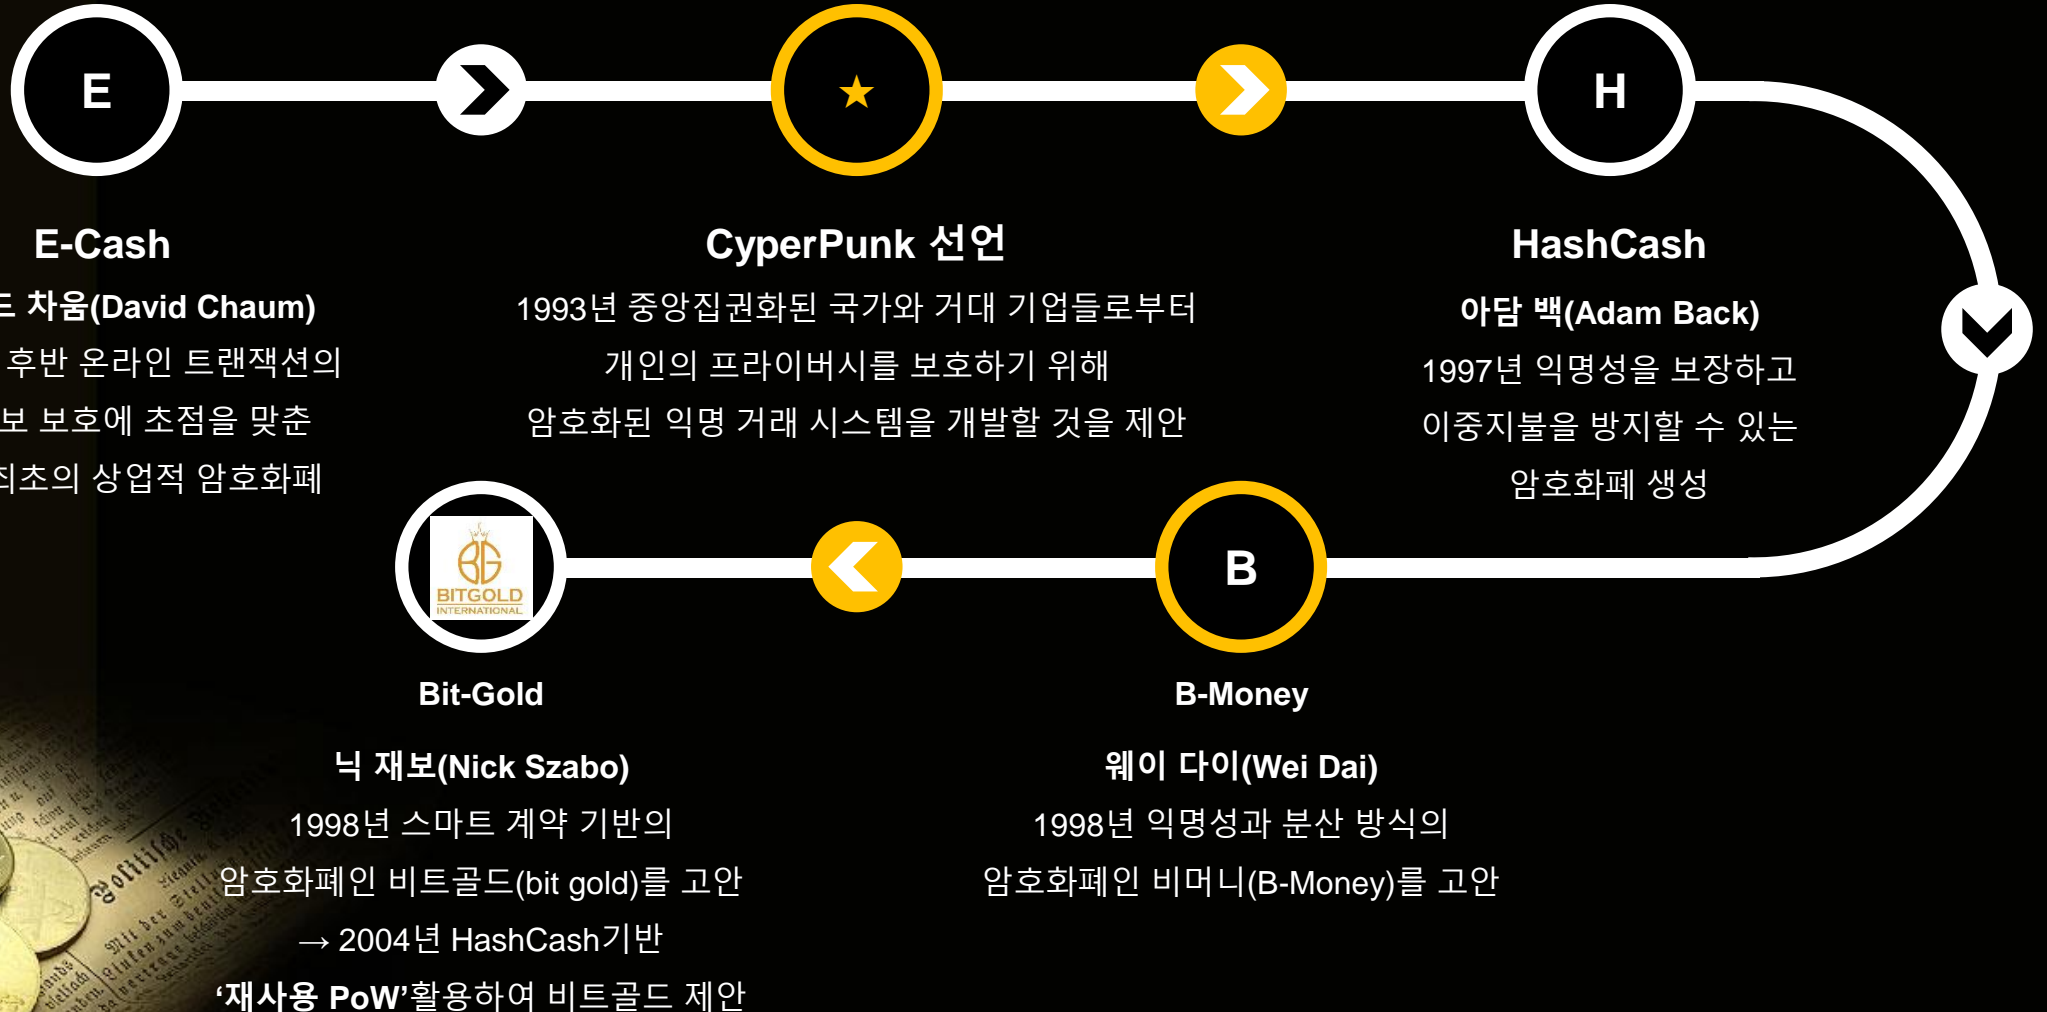 E
★
H
E-Cash
차움(David Chaum)
후반 온라인 트랜잭션의
보호에 초점을 맞춘
최초의 상업적 암호화폐
CyperPunk 선언
1993년 중앙집권화된 국가와 거대 기업들로부터
개인의 프라이버시를 보호하기 위해
암호화된 익명 거래 시스템을 개발할 것을 제안
HashCash
아담 백(Adam Back)
1997년 익명성을 보장하고
이중지불을 방지할 수 있는
암호화폐 생성
BG
BITGOLD
INTERNATIONAL
Bit-Gold
닉 재보(Nick Szabo)
1998년 스마트 계약 기반의
암호화폐인 비트골드(bit gold)를 고안
→ 2004년 HashCash기반
‘재사용 PoW’활용하여 비트골드 제안
B
B-Money
웨이 다이(Wei Dai)
1998년 익명성과 분산 방식의
암호화폐인 비머니(B-Money)를 고안
Politische